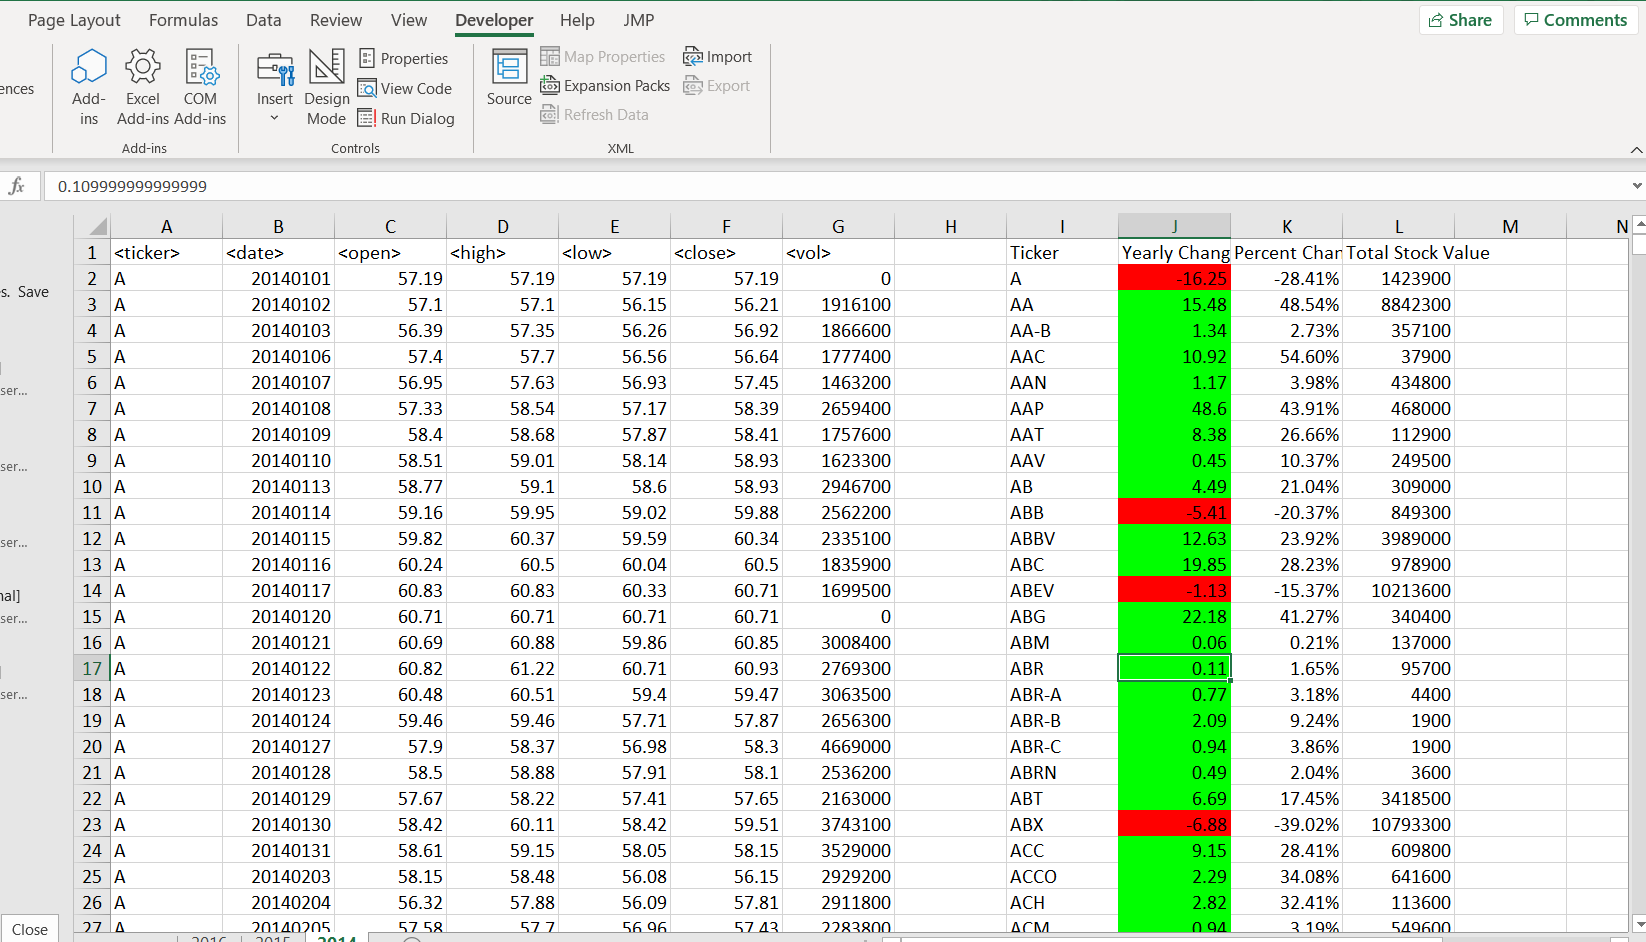 Page Layout Formulas Data Review View Developer Help JMP Share Comments
ences Add-ins Excel Add-ins COM Add-ins Insert Design Mode Properties View Code Run Dialog Source Map Properties Expansion Packs Refresh Data Import Export
Add-ins Controls XML
fx 0.109999999999999
A B C D E F G H I J K L M N
1 <ticker> <date> <open> <high> <low> <close> <vol> Ticker Yearly Chang Percent Chan Total Stock Value
2 A 20140101 57.19 57.19 57.19 57.19 0 A -16.25 -28.41% 1423900
s. Save
3 A 20140102 57.1 57.1 56.15 56.21 1916100 AA 15.48 48.54% 8842300
4 A 20140103 56.39 57.35 56.26 56.92 1866600 AA-B 1.34 2.73% 357100
5 A 20140106 57.4 57.7 56.56 56.64 1777400 AAC 10.92 54.60% 37900
6 A 20140107 56.95 57.63 56.93 57.45 1463200 AAN 1.17 3.98% 434800
ser...
7 A 20140108 57.33 58.54 57.17 58.39 2659400 AAP 48.6 43.91% 468000
8 A 20140109 58.4 58.68 57.87 58.41 1757600 AAT 8.38 26.66% 112900
9 A 20140110 58.51 59.01 58.14 58.93 1623300 AAV 0.45 10.37% 249500
ser...
10 A 20140113 58.77 59.1 58.6 58.93 2946700 AB 4.49 21.04% 309000
11 A 20140114 59.16 59.95 59.02 59.88 2562200 ABB -5.41 -20.37% 849300
12 A 20140115 59.82 60.37 59.59 60.34 2335100 ABBV 12.63 23.92% 3989000
ser...
13 A 20140116 60.24 60.5 60.04 60.5 1835900 ABC 19.85 28.23% 978900
14 A 20140117 60.83 60.83 60.33 60.71 1699500 ABEV -1.13 -15.37% 10213600
nal]
15 A 20140120 60.71 60.71 60.71 60.71 0 ABG 22.18 41.27% 340400
ser...
16 A 20140121 60.69 60.88 59.86 60.85 3008400 ABM 0.06 0.21% 137000
17 A 20140122 60.82 61.22 60.71 60.93 2769300 ABR 0.11 1.65% 95700
18 A 20140123 60.48 60.51 59.4 59.47 3063500 ABR-A 0.77 3.18% 4400
ser...
19 A 20140124 59.46 59.46 57.71 57.87 2656300 ABR-B 2.09 9.24% 1900
20 A 20140127 57.9 58.37 56.98 58.3 4669000 ABR-C 0.94 3.86% 1900
21 A 20140128 58.5 58.88 57.91 58.1 2536200 ABRN 0.49 2.04% 3600
22 A 20140129 57.67 58.22 57.41 57.65 2163000 ABT 6.69 17.45% 3418500
23 A 20140130 58.42 60.11 58.42 59.51 3743100 ABX -6.88 -39.02% 10793300
24 A 20140131 58.61 59.15 58.05 58.15 3529000 ACC 9.15 28.41% 609800
25 A 20140203 58.15 58.48 56.08 56.15 2929200 ACCO 2.29 34.08% 641600
26 A 20140204 56.32 57.88 56.09 57.81 2911800 ACH 2.82 32.41% 113600
27 A 20140205 57.58 57.7 56.96 57.43 2283800 ACM 0.94 3.19% 549600
Close 2016 2015 2014